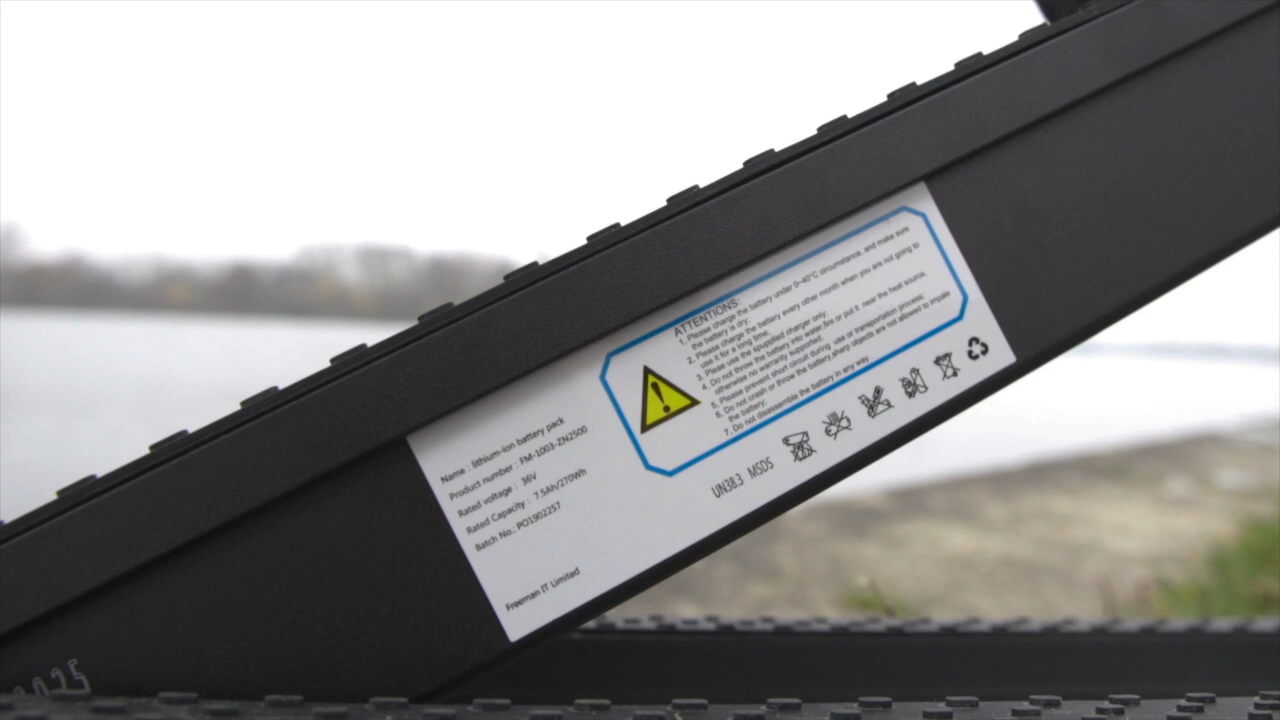 Name : lithium-ion battery pack
Product number : FM-1003-ZN2500
Rated voltage : 36V
Rated Capacity : 7.5Ah/270Wh
Batch No.. PO1902257
Freeman IT Limited
ATTENTIONS:
1. Please charge the battery under 0~40°C circumstance, and make sure
the battery is dry;
2. Please charge the battery every other month when you are not going to
use it for a long time;
3. Please use the spupplied charger only;
4. Do not throw the battery into water,fire or put it near the heat source,
otherwise no warranty supported.
5. Please prevent short circuit during use or transportation process;
6. Do not crash or throw the battery,sharp objects are not allowed to impale
the battery;
7. Do not disassemble the battery in any way.
UN38.3 MSDS